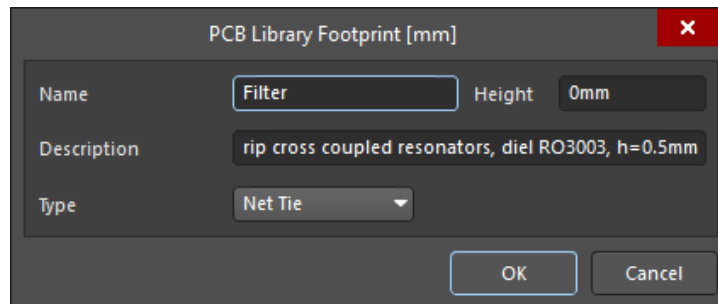 PCB Library Footprint [mm]
Name Filter Height 0mm
Description rip cross coupled resonators, diel RO3003, h=0.5mm
Type Net Tie
OK Cancel